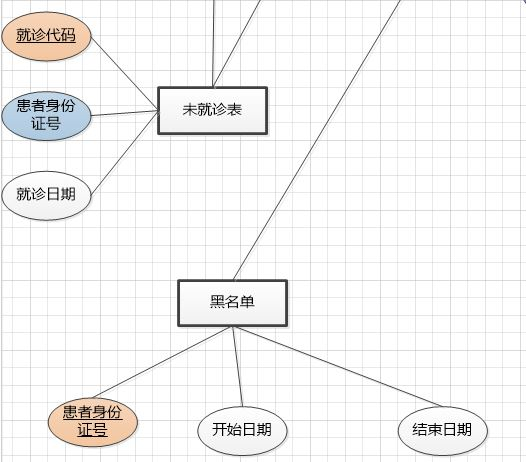 就诊代码
患者身份
证号
未就诊表
就诊日期
黑名单
患者身份
证号
开始日期
结束日期